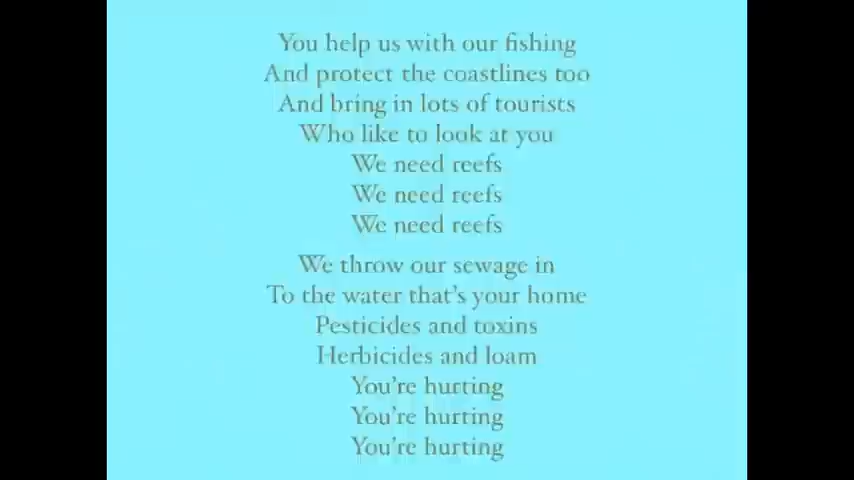 You help us with our fishing
And protect the coastlines too
And bring in lots of tourists
Who like to look at you
We need reefs
We need reefs
We need reefs
We throw our sewage in
To the water that's your home
Pesticides and toxins
Herbicides and loam
You're hurting
You're hurting
You're hurting